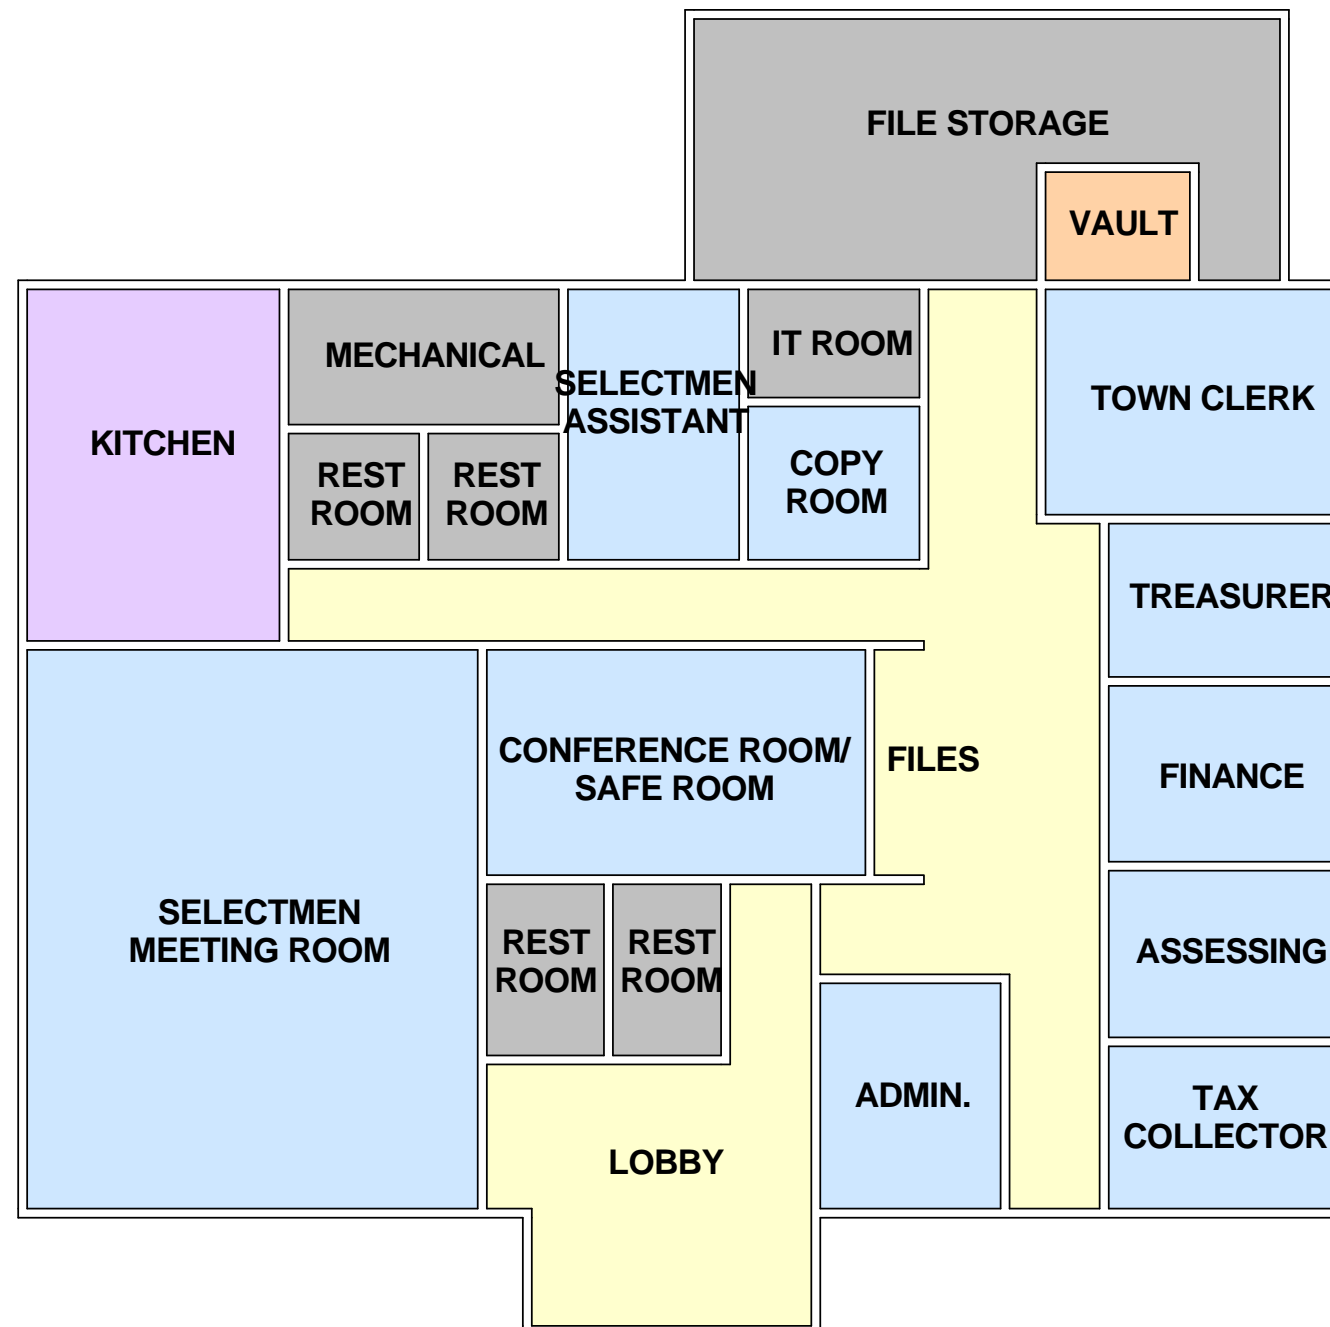 FILE STORAGE
VAULT
MECHANICAL
IT ROOM
SELECTMEN
ASSISTANT
TOWN CLERK
KITCHEN
REST
ROOM
REST
ROOM
COPY
ROOM
TREASURER
CONFERENCE ROOM/
SAFE ROOM
FILES
FINANCE
SELECTMEN
MEETING ROOM
REST
ROOM
REST
ROOM
ASSESSING
ADMIN.
TAX
COLLECTOR
LOBBY